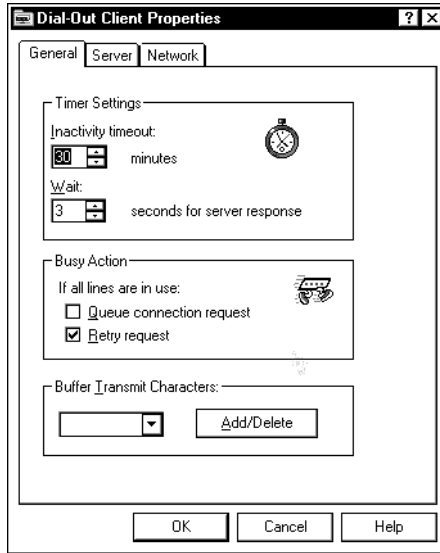 Dial-Out Client Properties
General Server Network
Timer Settings
Inactivity timeout:
30 minutes
Wait:
3 seconds for server response
Busy Action
If all lines are in use:
Queue connection request
Retry request
Buffer Transmit Characters:
Add/Delete
OK Cancel Help